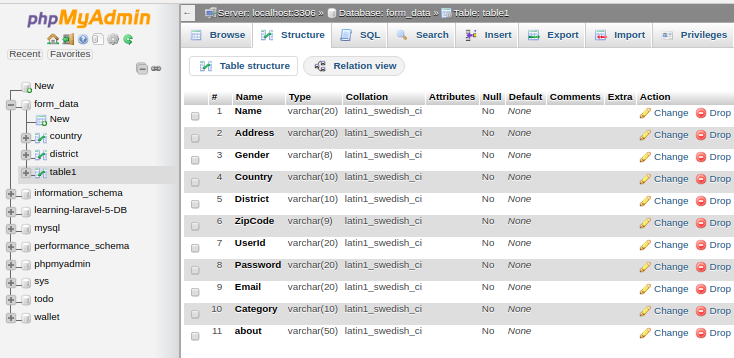 phpMyAdmin
Recent Favorites
New
form_data
New
country
district
table1
information_schema
learning-laravel-5-DB
mysql
performance_schema
phpmyadmin
sys
todo
wallet
← Server: localhost:3306 » Database: form_data » Table: table1
Browse Structure SQL Search Insert Export Import Privileges
Table structure Relation view
# Name Type Collation Attributes Null Default Comments Extra Action
1 Name varchar(20) latin1_swedish_ci No None Change Drop
2 Address varchar(20) latin1_swedish_ci No None Change Drop
3 Gender varchar(8) latin1_swedish_ci No None Change Drop
4 Country varchar(10) latin1_swedish_ci No None Change Drop
5 District varchar(10) latin1_swedish_ci No None Change Drop
6 ZipCode varchar(9) latin1_swedish_ci No None Change Drop
7 UserId varchar(20) latin1_swedish_ci No None Change Drop
8 Password varchar(20) latin1_swedish_ci No None Change Drop
9 Email varchar(20) latin1_swedish_ci No None Change Drop
10 Category varchar(10) latin1_swedish_ci No None Change Drop
11 about varchar(50) latin1_swedish_ci No None Change Drop